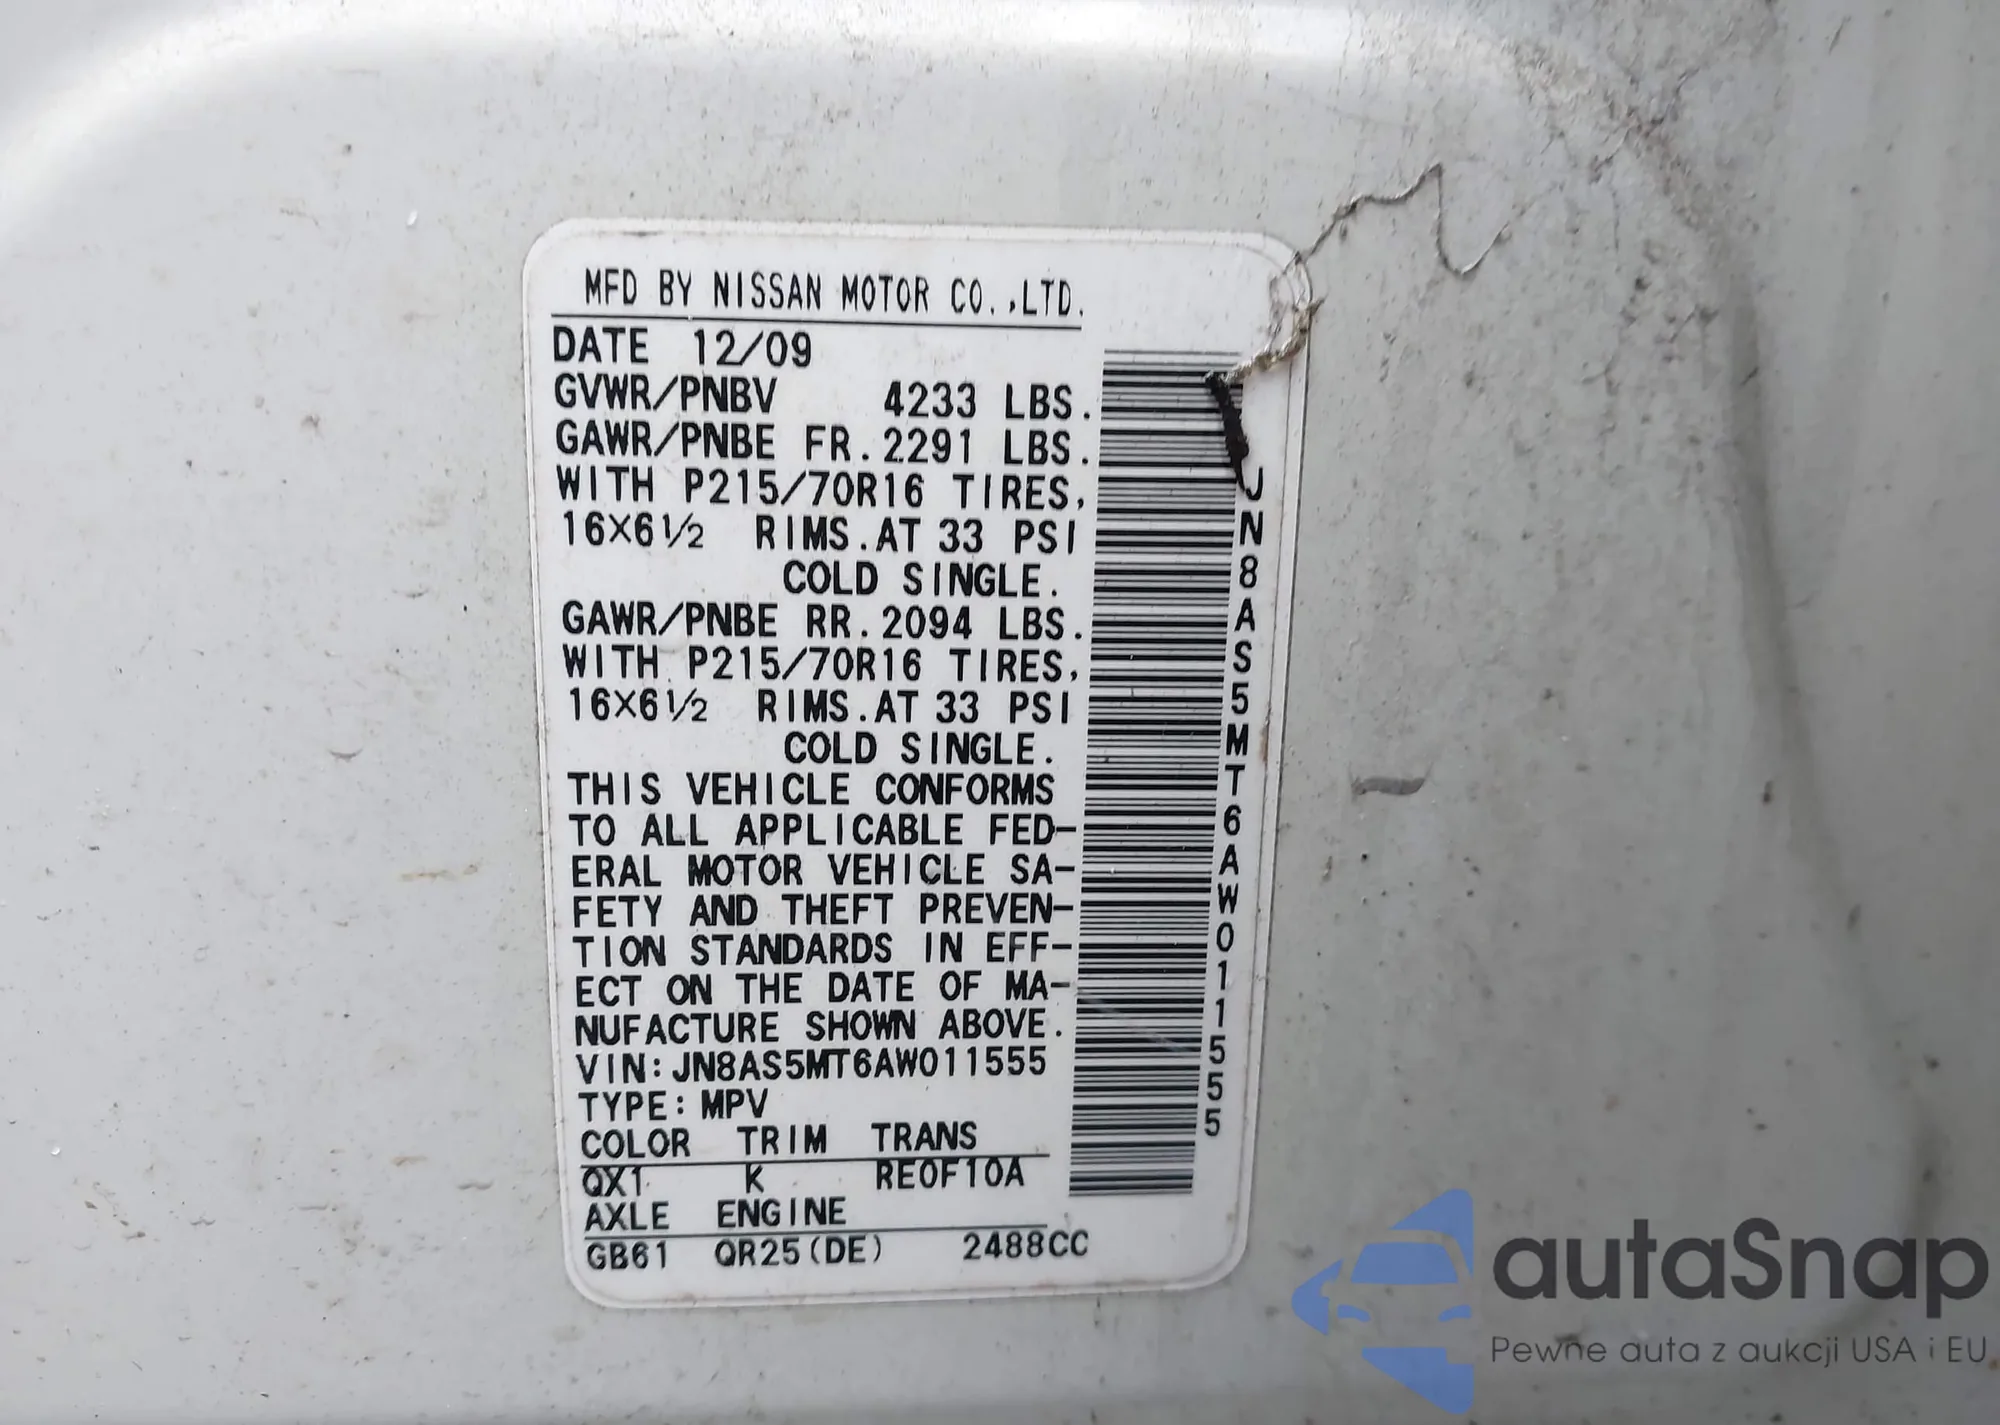 MFD BY NISSAN MOTOR CO.,LTD.
DATE 12/09
GVWR/PNBV 4233 LBS.
GAWR/PNBE FR.2291 LBS.
WITH P215/70R16 TIRES,
16X6½ RIMS.AT 33 PSI
COLD SINGLE.
GAWR/PNBE RR.2094 LBS.
WITH P215/70R16 TIRES,
16X6½ RIMS.AT 33 PSI
COLD SINGLE.
THIS VEHICLE CONFORMS
TO ALL APPLICABLE FED-
ERAL MOTOR VEHICLE SA-
FETY AND THEFT PREVEN-
TION STANDARDS IN EFF-
ECT ON THE DATE OF MA-
NUFACTURE SHOWN ABOVE.
VIN:JN8AS5MT6AW011555
TYPE:MPV
COLOR TRIM TRANS
QX1 K RE0F10A
AXLE ENGINE
GB61 QR25(DE) 2488CC
JN8AS5MT6AW011555
autaSnap
Pewne auta z aukcji USA i EU